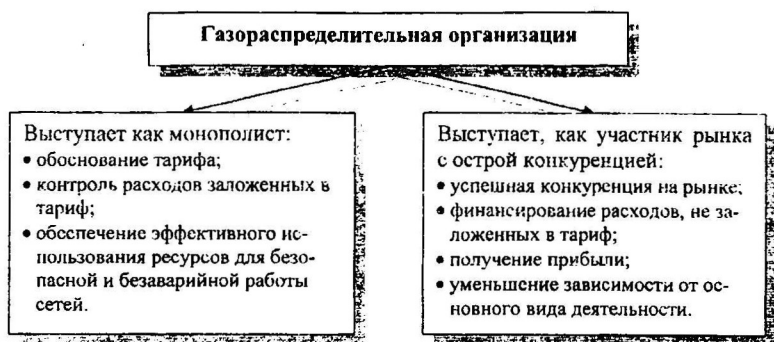 Газораспределительная организация
Выступает как монополист:
• обоснование тарифа;
• контроль расходов заложенных в
тариф;
• обеспечение эффективного ис-
пользования ресурсов для безо-
пасной и безаварийной работы
сетей.
Выступает, как участник рынка
с острой конкуренцией:
• успешная конкуренция на рынке;
• финансирование расходов, не за-
ложенных в тариф;
• получение прибыли;
• уменьшение зависимости от ос-
новного вида деятельности.